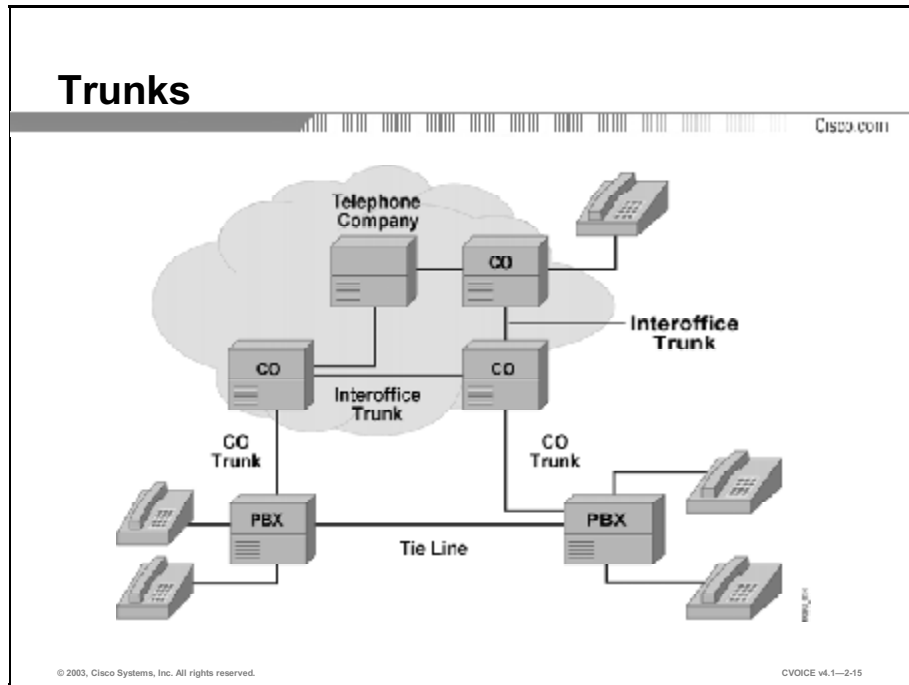 Trunks
Cisco.com
Telephone
Company
CO
Interoffice
Trunk
CO
CO
Interoffice
Trunk
CO
Trunk
CO
Trunk
PBX
PBX
Tie Line
© 2003, Cisco Systems, Inc. All rights reserved.
CVOICE v4.1—2-15